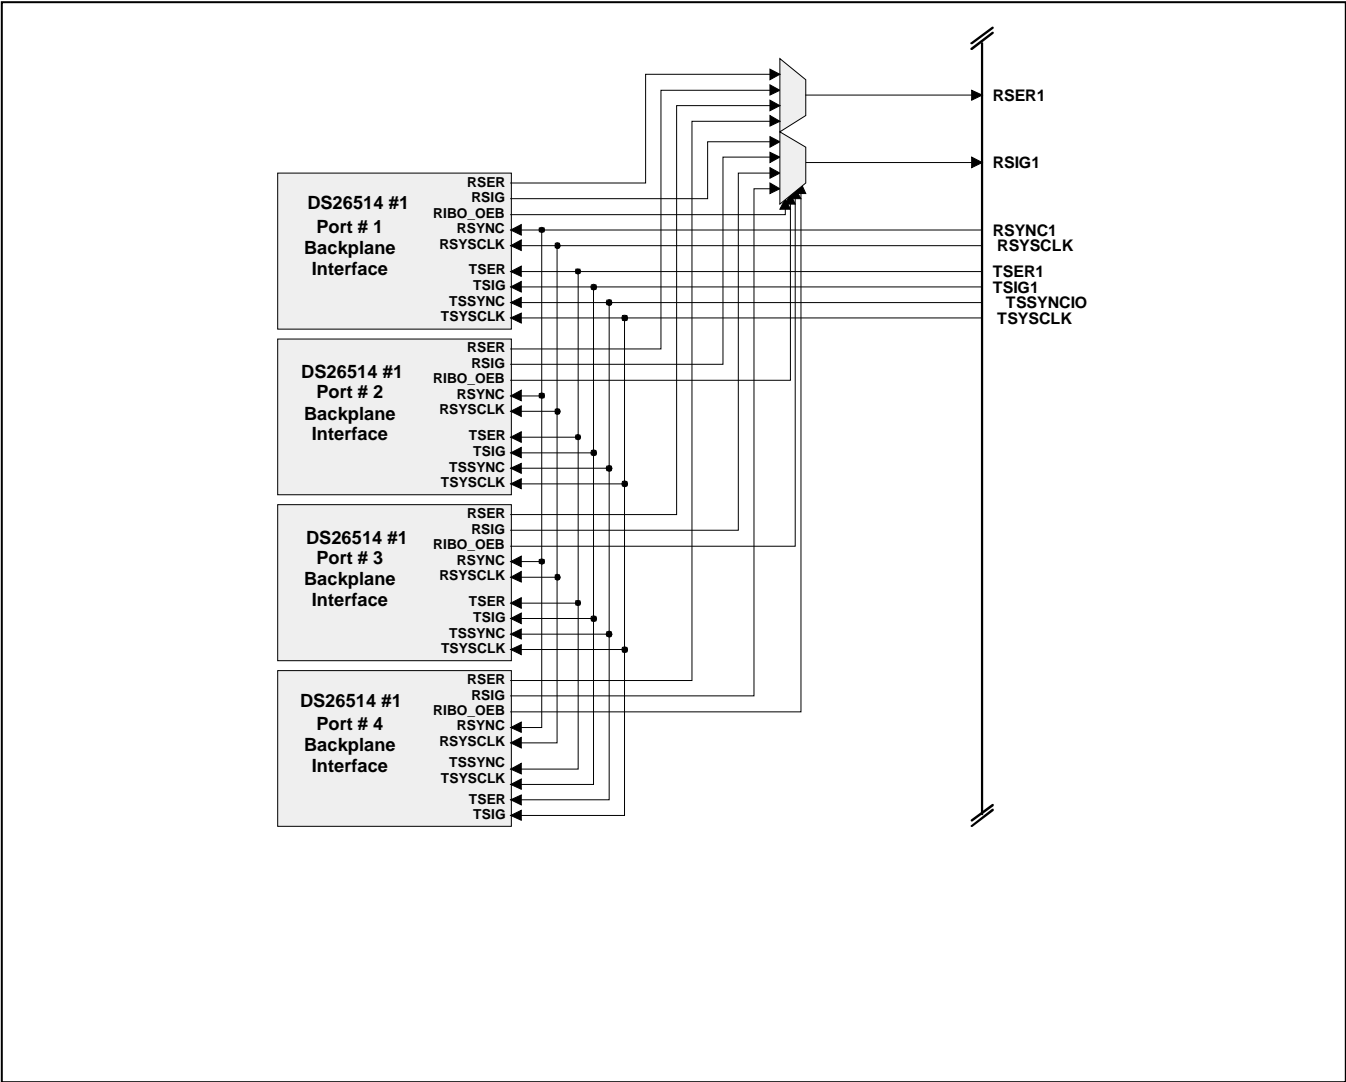 RSER1
RSIG1
DS26514 #1
Port # 1
Backplane
Interface
RSER
RSIG
RIBO_OEB
RSYNC
RSYSCLK
TSER
TSIG
TSSYNC
TSYSCLK
RSYNC1
RSYSCLK
TSER1
TSIG1
TSSYNCIO
TSYSCLK
DS26514 #1
Port # 2
Backplane
Interface
RSER
RSIG
RIBO_OEB
RSYNC
RSYSCLK
TSER
TSIG
TSSYNC
TSYSCLK
DS26514 #1
Port # 3
Backplane
Interface
RSER
RSIG
RIBO_OEB
RSYNC
RSYSCLK
TSER
TSIG
TSSYNC
TSYSCLK
DS26514 #1
Port # 4
Backplane
Interface
RSER
RSIG
RIBO_OEB
RSYNC
RSYSCLK
TSSYNC
TSYSCLK
TSER
TSIG